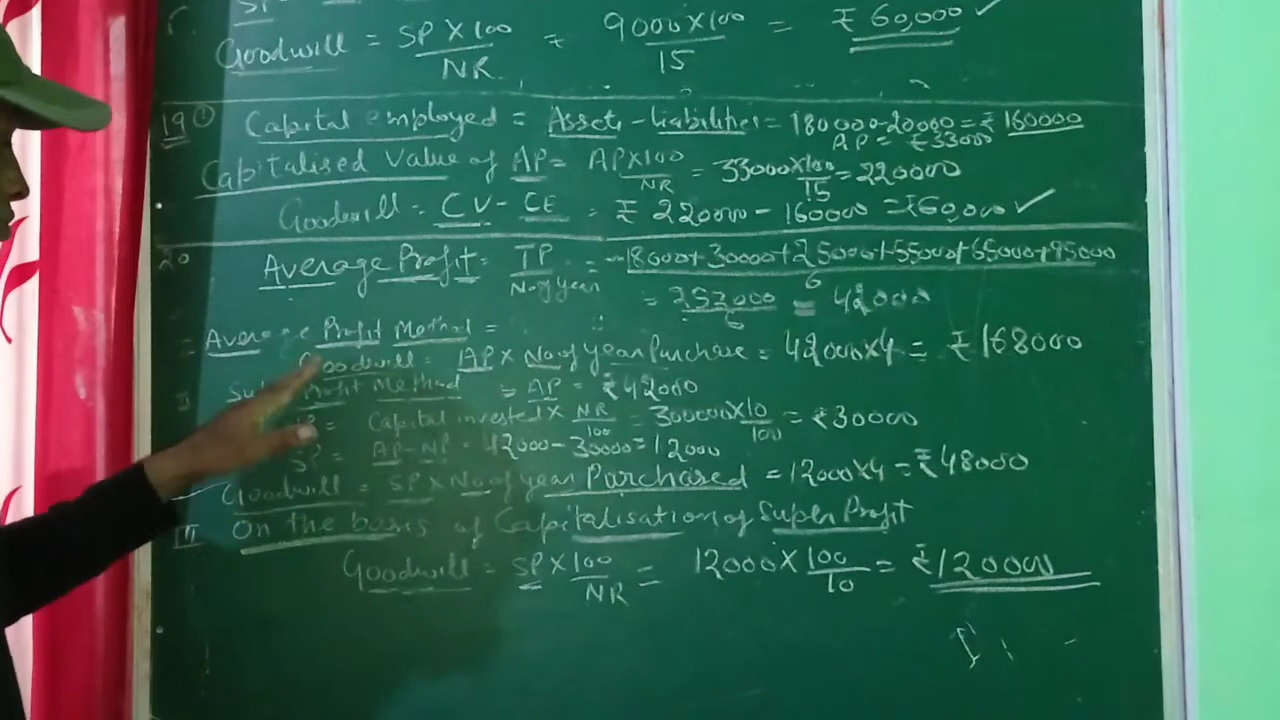 SP
Goodwill = SP X 100 / NR = 9000 X 100 / 15 = ₹ 60,000 ✓
19 ① Capital employed = Assets - Liabilities = 180000 - 20000 = ₹ 160000
AP = ₹33000
Capitalised Value of AP = AP X 100 / NR = 33000 X 100 / 15 = 220000
Goodwill = CV - CE = ₹ 220000 - 160000 = ₹60,000 ✓
20 Average Profit = TP / No of year = -18000 + 30000 + 25000 + 55000 + 65000 + 95000 / 6
= 252000 / 6 = 42000
Average Profit Method =
Goodwill = AP X No of year Purchase = 42000 X 4 = ₹ 168000
II Profit Method = AP = ₹ 42000
= Capital invested X NR / 100 = 300000 X 10 / 100 = ₹30000
SP = AP - NP = 42000 - 30000 = 12000
Goodwill = SP X No of year Purchased = 12000 X 4 = ₹ 48000
III On the basis of Capitalisation of Super Profit
Goodwill = SP X 100 / NR = 12000 X 100 / 10 = ₹ 120000